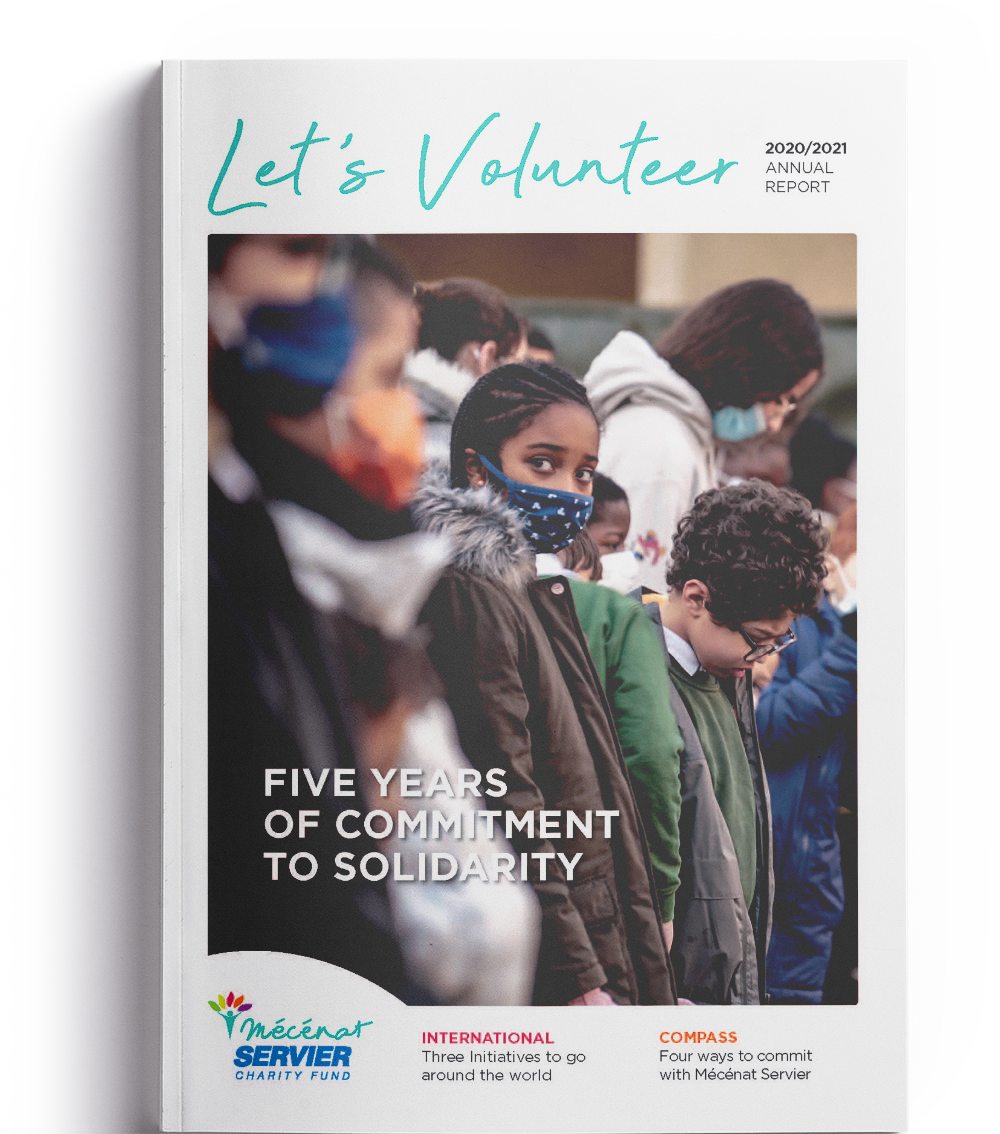 Let's Volunteer
2020/2021
ANNUAL
REPORT
FIVE YEARS
OF COMMITMENT
TO SOLIDARITY
Mécénat
SERVIER
CHARITY FUND
INTERNATIONAL
Three Initiatives to go
around the world
COMPASS
Four ways to commit
with Mécénat Servier